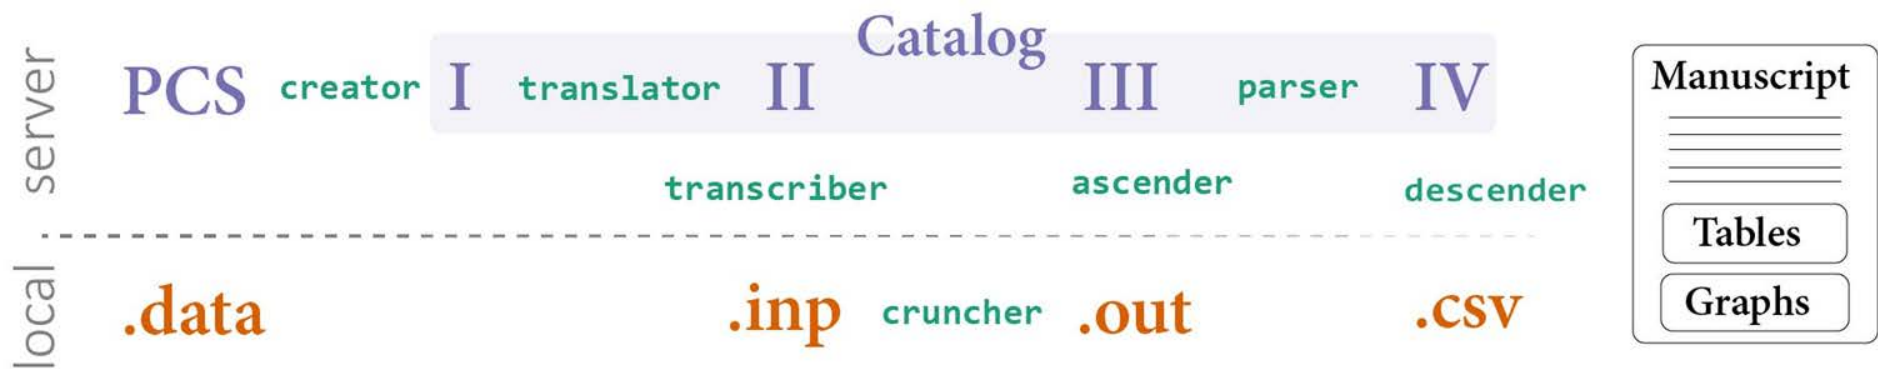 Catalog
server
PCS creator I translator II III parser IV
transcriber ascender descender
local
.data .inp cruncher .out .csv
Manuscript
Tables
Graphs